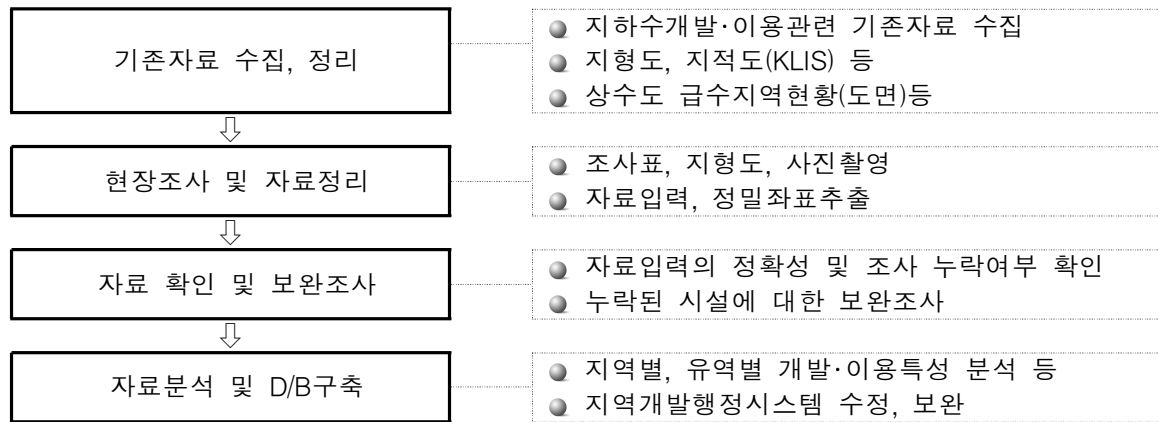 기존자료 수집, 정리
지하수개발·이용관련 기존자료 수집
지형도, 지적도(KLIS) 등
상수도 급수지역현황(도면)등
현장조사 및 자료정리
조사표, 지형도, 사진촬영
자료입력, 정밀좌표추출
자료 확인 및 보완조사
자료입력의 정확성 및 조사 누락여부 확인
누락된 시설에 대한 보완조사
자료분석 및 D/B구축
지역별, 유역별 개발·이용특성 분석 등
지역개발행정시스템 수정, 보완